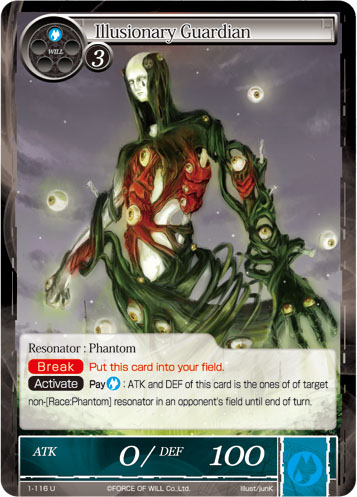 Illusionary Guardian
WILL
3
Resonator : Phantom
Break Put this card into your field.
Activate Pay : ATK and DEF of this card is the ones of of target
non-[Race:Phantom] resonator in an opponent's field until end of turn.
ATK 0/ DEF 100
1-116 U ©FORCE OF WILL Co.,Ltd. Illust/junK